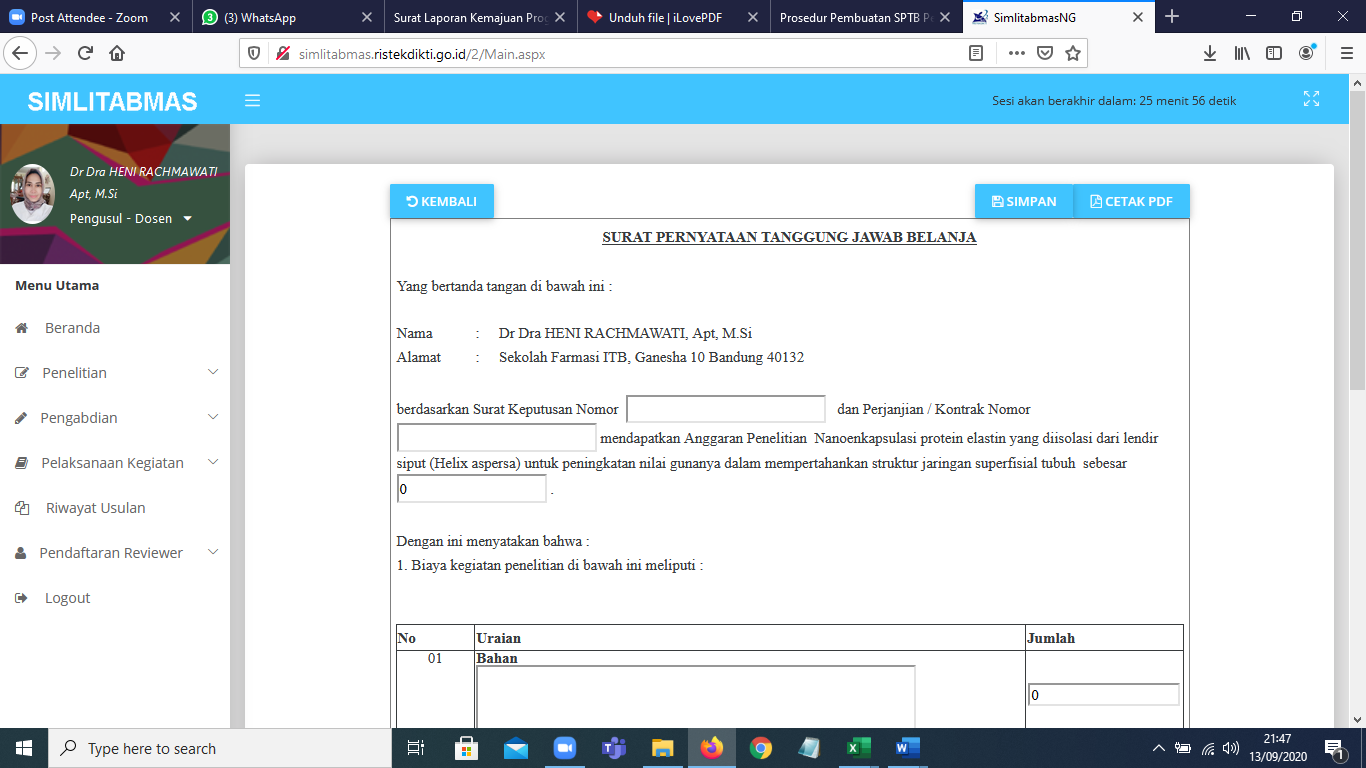 Post Attendee - Zoom
(3) WhatsApp
Surat Laporan Kemajuan Prog
Unduh file | iLovePDF
Prosedur Pembuatan SPTB Pe
SimlitabmasNG
simlitabmas.ristekdikti.go.id/2/Main.aspx
SIMLITABMAS
Sesi akan berakhir dalam: 25 menit 56 detik
Dr Dra HENI RACHMAWATI
Apt, M.Si
Pengusul - Dosen
Menu Utama
Beranda
Penelitian
Pengabdian
Pelaksanaan Kegiatan
Riwayat Usulan
Pendaftaran Reviewer
Logout
KEMBALI
SIMPAN
CETAK PDF
SURAT PERNYATAAN TANGGUNG JAWAB BELANJA
Yang bertanda tangan di bawah ini :
Nama : Dr Dra HENI RACHMAWATI, Apt, M.Si
Alamat : Sekolah Farmasi ITB, Ganesha 10 Bandung 40132
berdasarkan Surat Keputusan Nomor dan Perjanjian / Kontrak Nomor
mendapatkan Anggaran Penelitian Nanoenkapsulasi protein elastin yang diisolasi dari lendir
siput (Helix aspersa) untuk peningkatan nilai gunanya dalam mempertahankan struktur jaringan superfisial tubuh sebesar
0 .
Dengan ini menyatakan bahwa :
1. Biaya kegiatan penelitian di bawah ini meliputi :
No Uraian Jumlah
01 Bahan
0
Type here to search
21:47
13/09/2020
1